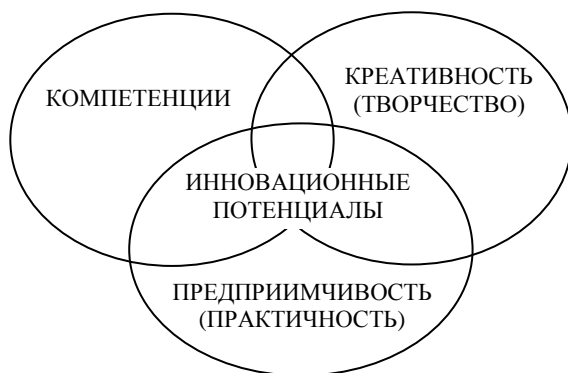 КОМПЕТЕНЦИИ
КРЕАТИВНОСТЬ
(ТВОРЧЕСТВО)
ИННОВАЦИОННЫЕ
ПОТЕНЦИАЛЫ
ПРЕДПРИИМЧИВОСТЬ
(ПРАКТИЧНОСТЬ)